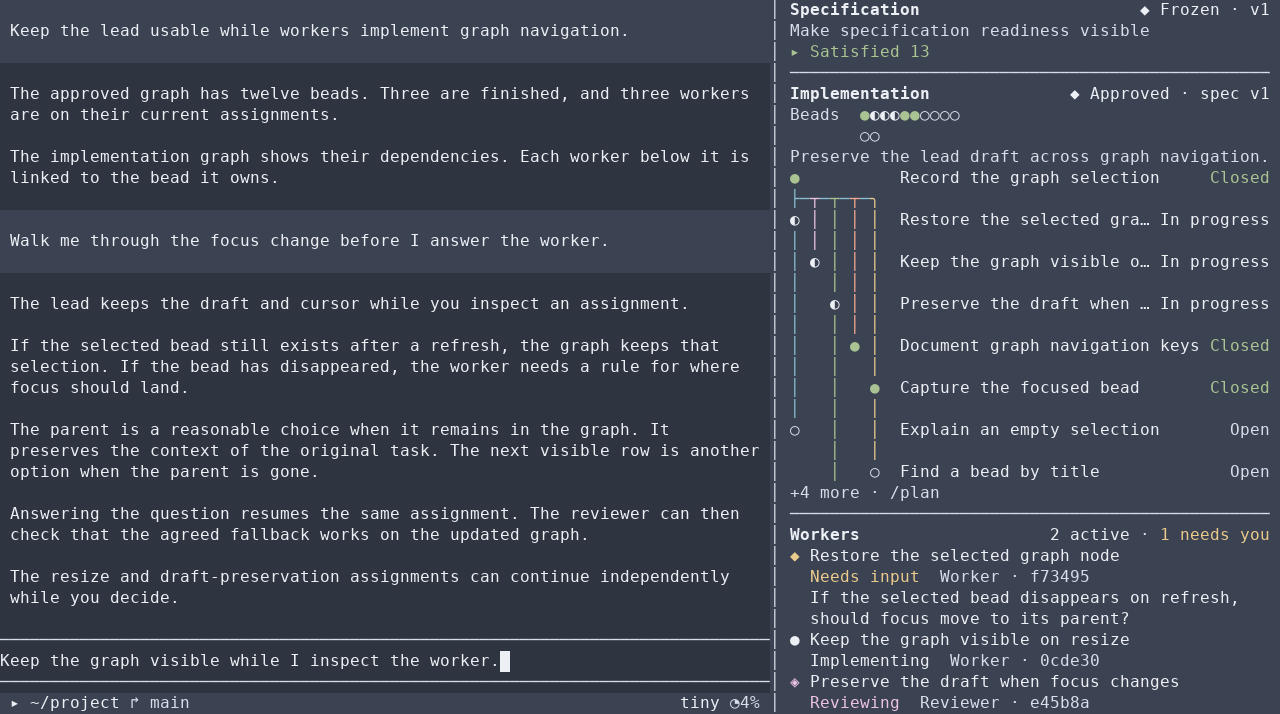 Keep the lead usable while workers implement graph navigation.
The approved graph has twelve beads. Three are finished, and three workers
are on their current assignments.
The implementation graph shows their dependencies. Each worker below it is
linked to the bead it owns.
Walk me through the focus change before I answer the worker.
The lead keeps the draft and cursor while you inspect an assignment.
If the selected bead still exists after a refresh, the graph keeps that
selection. If the bead has disappeared, the worker needs a rule for where
focus should land.
The parent is a reasonable choice when it remains in the graph. It
preserves the context of the original task. The next visible row is another
option when the parent is gone.
Answering the question resumes the same assignment. The reviewer can then
check that the agreed fallback works on the updated graph.
The resize and draft-preservation assignments can continue independently
while you decide.
Keep the graph visible while I inspect the worker.
▸ ~/project ↱ main tiny ◔4%
Specification ◆ Frozen · v1
Make specification readiness visible
▸ Satisfied 13
Implementation ◆ Approved · spec v1
Beads ●◐◐◐●●○○○○
○○
Preserve the lead draft across graph navigation.
● Record the graph selection Closed
◐ Restore the selected gra… In progress
◐ Keep the graph visible o… In progress
◐ Preserve the draft when … In progress
● Document graph navigation keys Closed
● Capture the focused bead Closed
○ Explain an empty selection Open
○ Find a bead by title Open
+4 more · /plan
Workers 2 active · 1 needs you
◆ Restore the selected graph node
Needs input Worker · f73495
If the selected bead disappears on refresh,
should focus move to its parent?
● Keep the graph visible on resize
Implementing Worker · 0cde30
◈ Preserve the draft when focus changes
Reviewing Reviewer · e45b8a